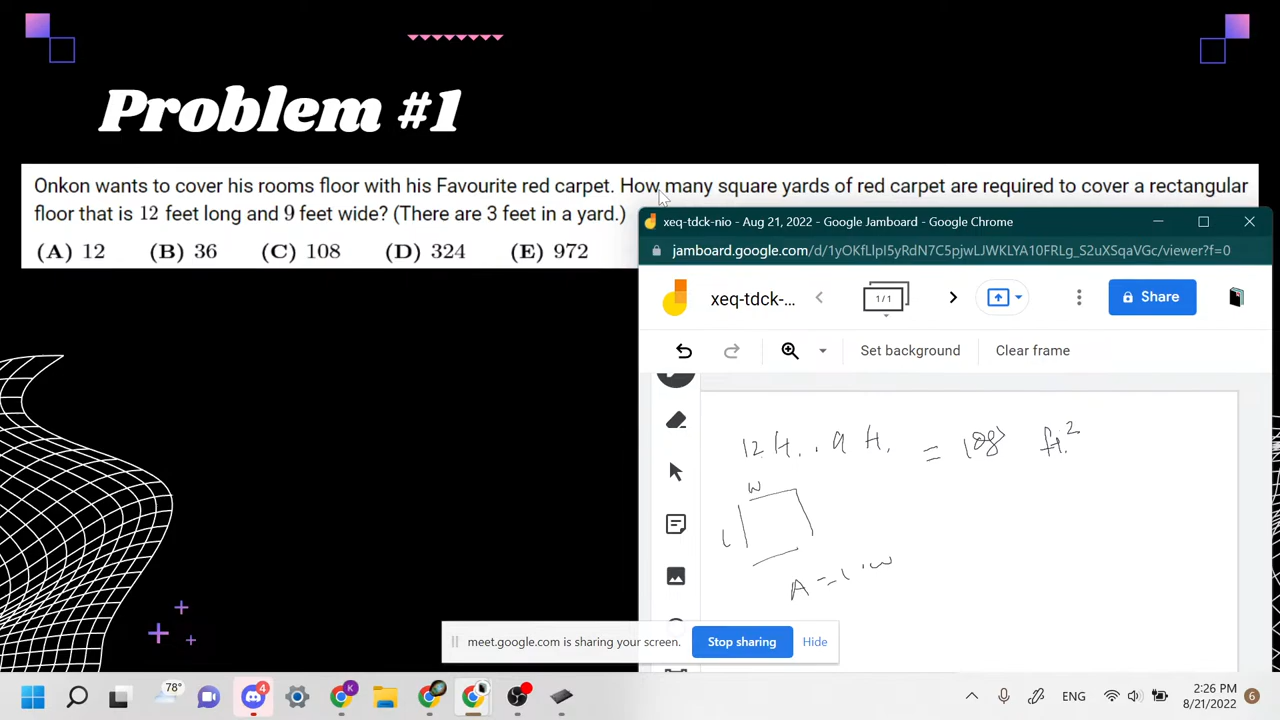 Problem #1
Onkon wants to cover his rooms floor with his Favourite red carpet. How many square yards of red carpet are required to cover a rectangular
floor that is 12 feet long and 9 feet wide? (There are 3 feet in a yard.)
(A) 12 (B) 36 (C) 108 (D) 324 (E) 972
xeq-tdck-nio - Aug 21, 2022 - Google Jamboard - Google Chrome
jamboard.google.com/d/1yOKfLlpI5yRdN7C5pjwLJWKLYA10FRLg_S2uXSqaVGc/viewer?f=0
xeq-tdck-...
1/1
Share
Set background
Clear frame
12 ft. . 9 ft. = 108 ft.²
w
l
A = l . w
meet.google.com is sharing your screen.
Stop sharing
Hide
78°
4
K
ENG
2:26 PM
8/21/2022
6